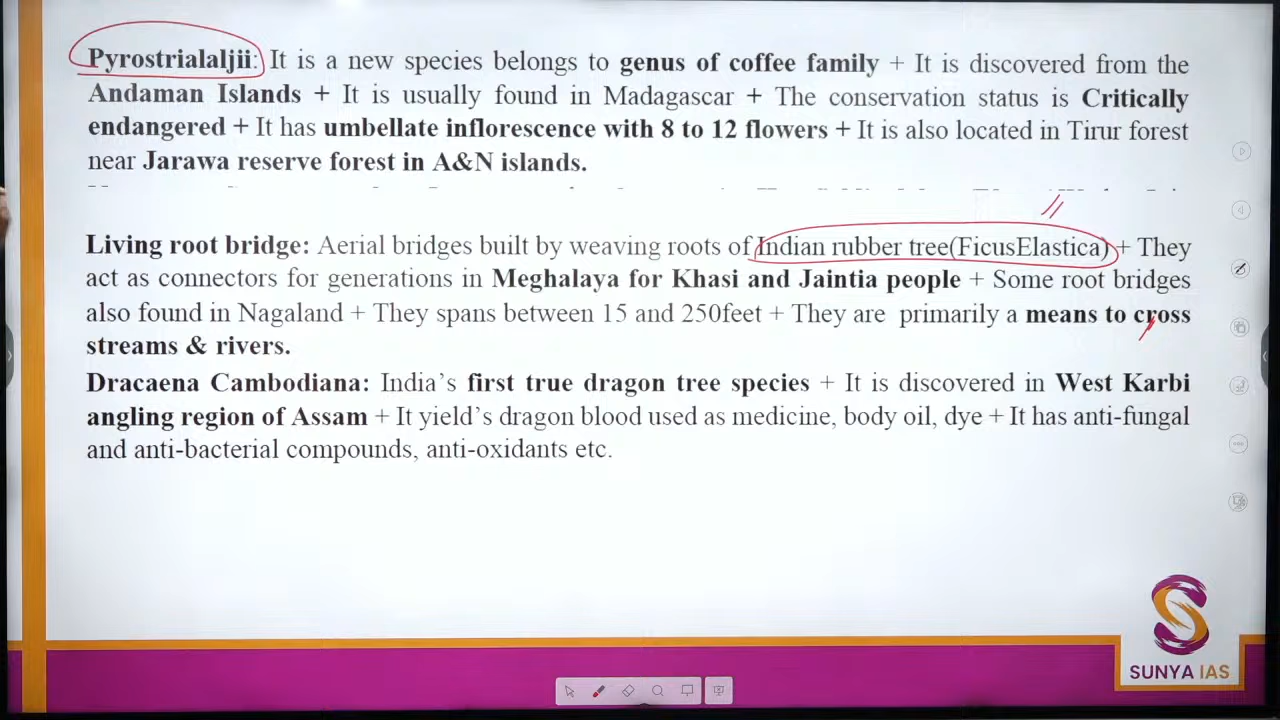 Pyrostrialaljii: It is a new species belongs to genus of coffee family + It is discovered from the
Andaman Islands + It is usually found in Madagascar + The conservation status is Critically
endangered + It has umbellate inflorescence with 8 to 12 flowers + It is also located in Tirur forest
near Jarawa reserve forest in A&N islands.
Living root bridge: Aerial bridges built by weaving roots of Indian rubber tree(FicusElastica) + They
act as connectors for generations in Meghalaya for Khasi and Jaintia people + Some root bridges
also found in Nagaland + They spans between 15 and 250feet + They are primarily a means to cross
streams & rivers.
Dracaena Cambodiana: India's first true dragon tree species + It is discovered in West Karbi
angling region of Assam + It yield's dragon blood used as medicine, body oil, dye + It has anti-fungal
and anti-bacterial compounds, anti-oxidants etc.
SUNYA IAS